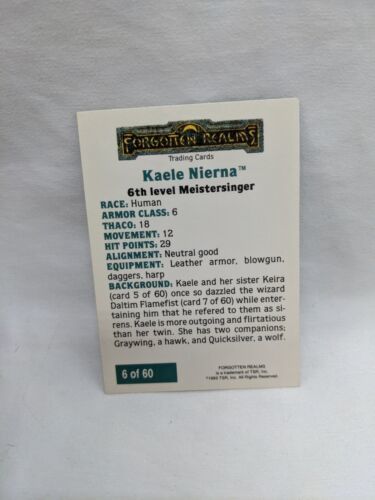 FORGOTTEN REALMS
Trading Cards
Kaele Nierna™
6th level Meistersinger
RACE: Human
ARMOR CLASS: 6
THACO: 18
MOVEMENT: 12
HIT POINTS: 29
ALIGNMENT: Neutral good
EQUIPMENT: Leather armor, blowgun,
daggers, harp
BACKGROUND: Kaele and her sister Keira
(card 5 of 60) once so dazzled the wizard
Daitim Flamefist (card 7 of 60) while enter-
taining him that he refered to them as si-
rens. Kaele is more outgoing and flirtatious
than her twin. She has two companions;
Graywing, a hawk, and Quicksilver, a wolf.
6 of 60
FORGOTTEN REALMS
is a trademark of TSR, Inc.
TSR, Inc. All Rights Reserved.